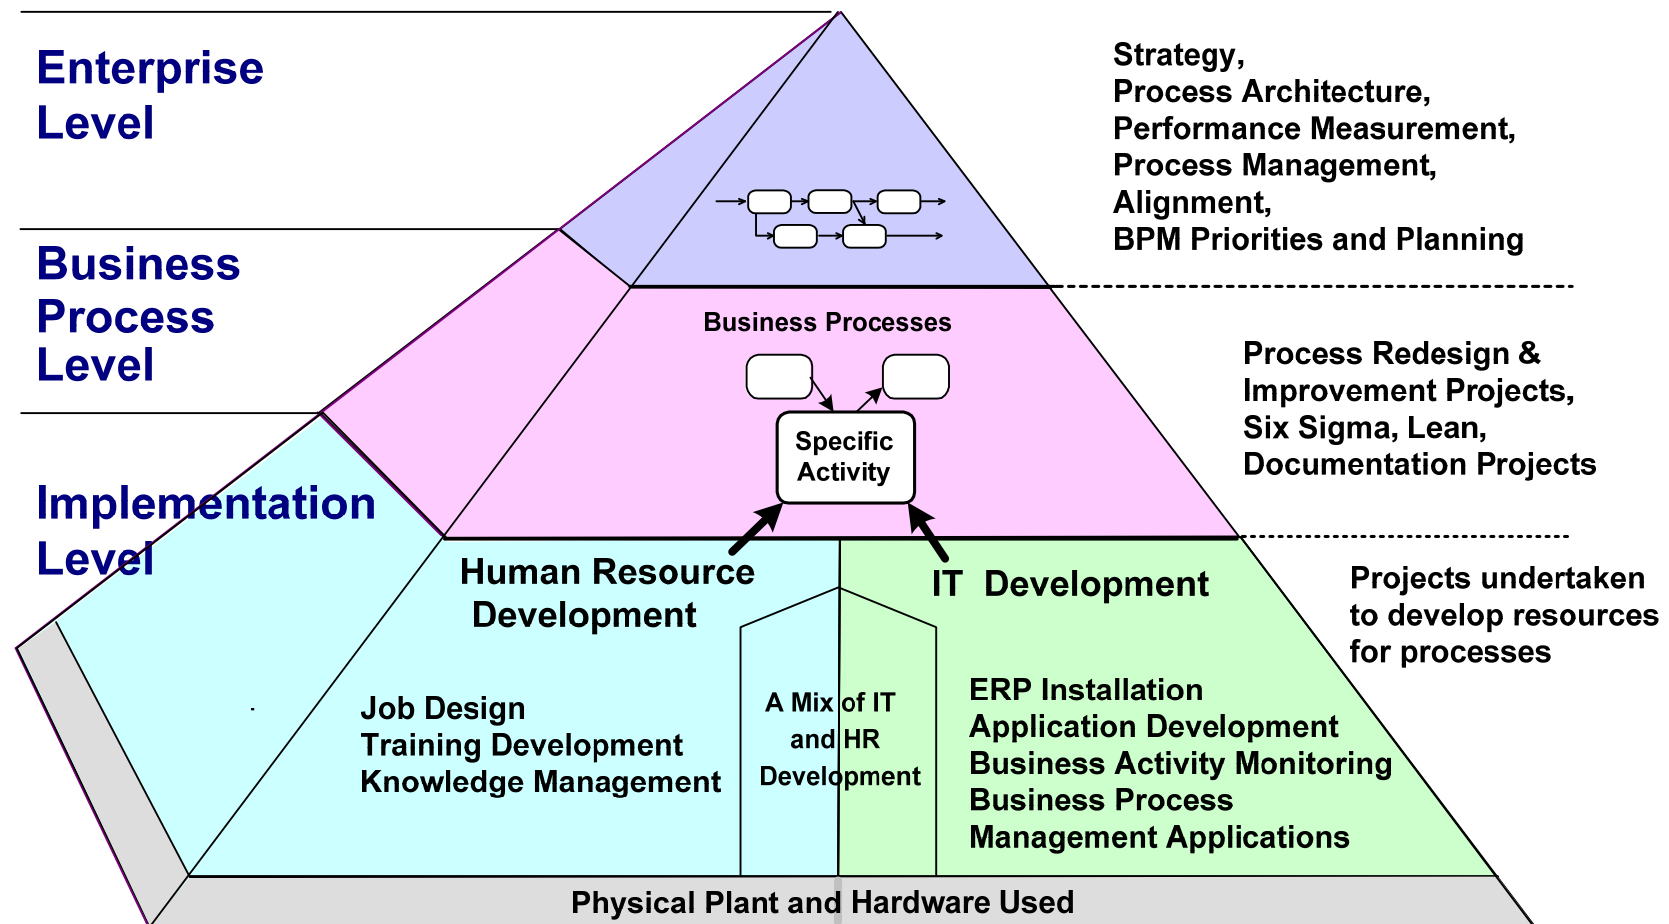 Enterprise
Level
Strategy,
Process Architecture,
Performance Measurement,
Process Management,
Alignment,
BPM Priorities and Planning
Business
Process
Level
Business Processes
Specific
Activity
Process Redesign &
Improvement Projects,
Six Sigma, Lean,
Documentation Projects
Implementation
Level
Human Resource
Development
IT Development
Projects undertaken
to develop resources
for processes
Job Design
Training Development
Knowledge Management
A Mix of IT
and HR
Development
ERP Installation
Application Development
Business Activity Monitoring
Business Process
Management Applications
Physical Plant and Hardware Used